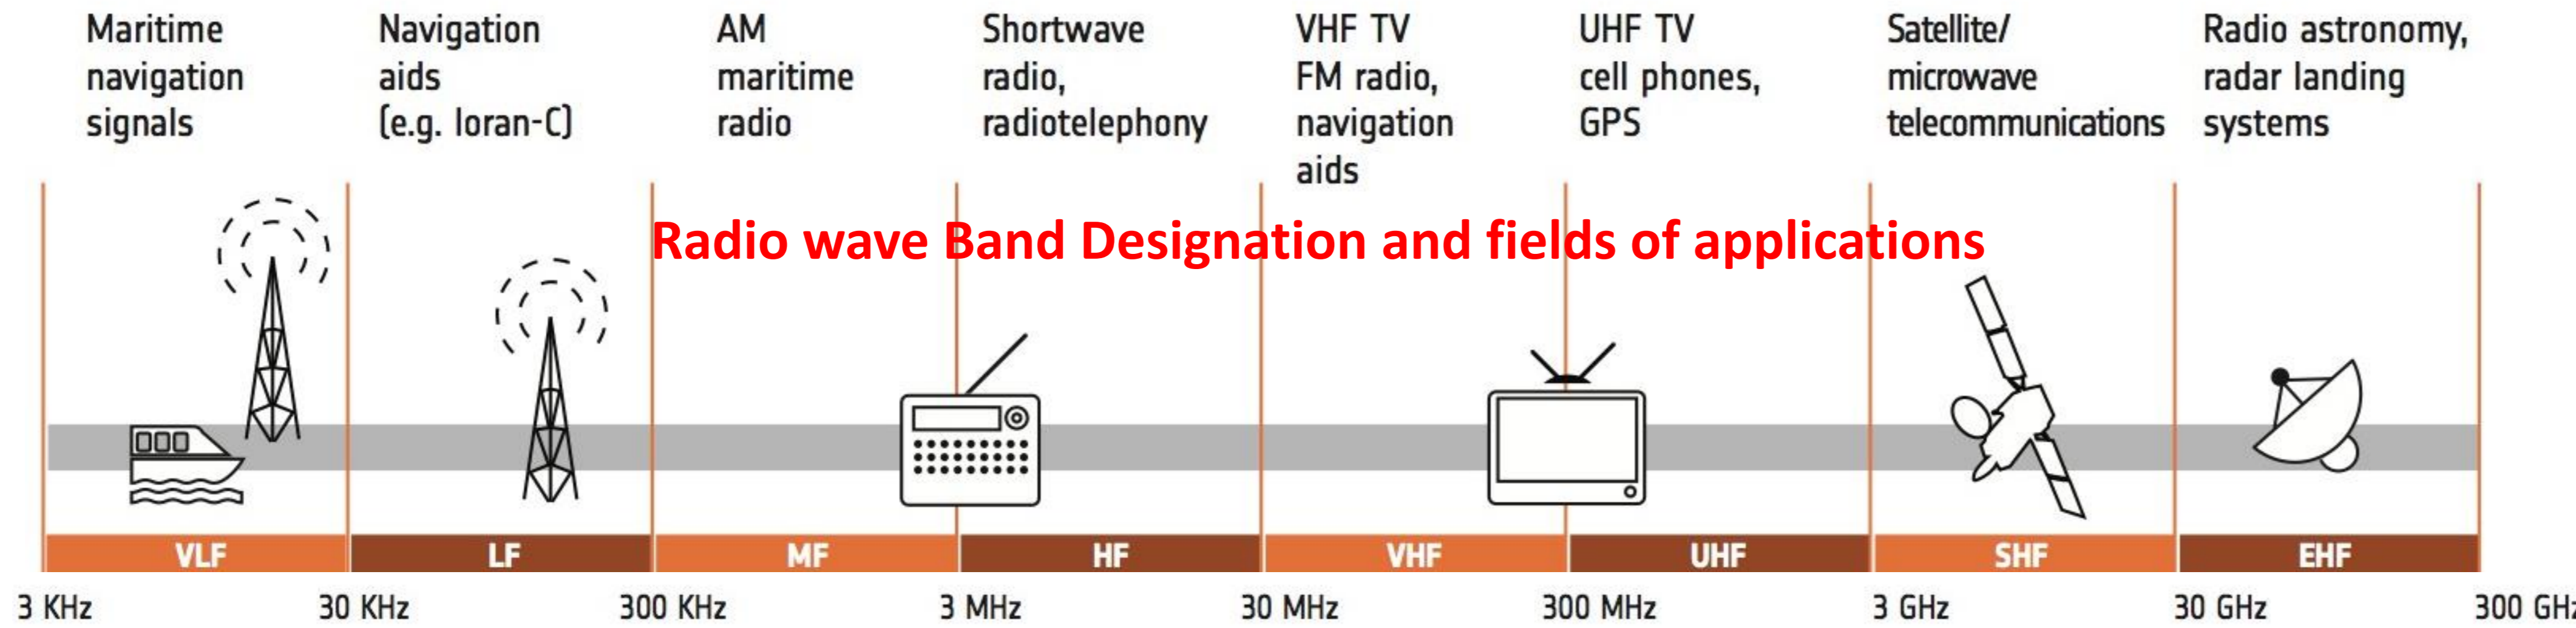 Maritime
navigation
signals
Navigation
aids
(e.g. loran-C)
AM
maritime
radio
Shortwave
radio,
radiotelephony
VHF TV
FM radio,
navigation
aids
UHF TV
cell phones,
GPS
Satellite/
microwave
telecommunications
Radio astronomy,
radar landing
systems
Radio wave Band Designation and fields of applications
VLF
LF
MF
HF
VHF
UHF
SHF
EHF
3 KHz
30 KHz
300 KHz
3 MHz
30 MHz
300 MHz
3 GHz
30 GHz
300 GHz